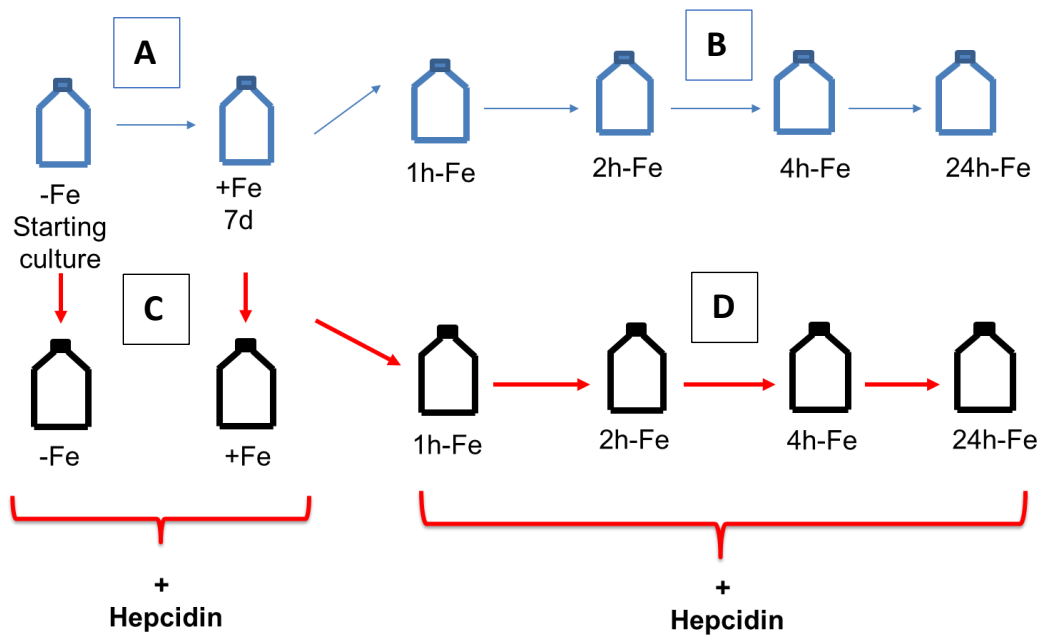 A
B
-Fe
Starting
culture
+Fe
7d
1h-Fe
2h-Fe
4h-Fe
24h-Fe
C
D
-Fe
+Fe
1h-Fe
2h-Fe
4h-Fe
24h-Fe
+
Hepcidin
+
Hepcidin